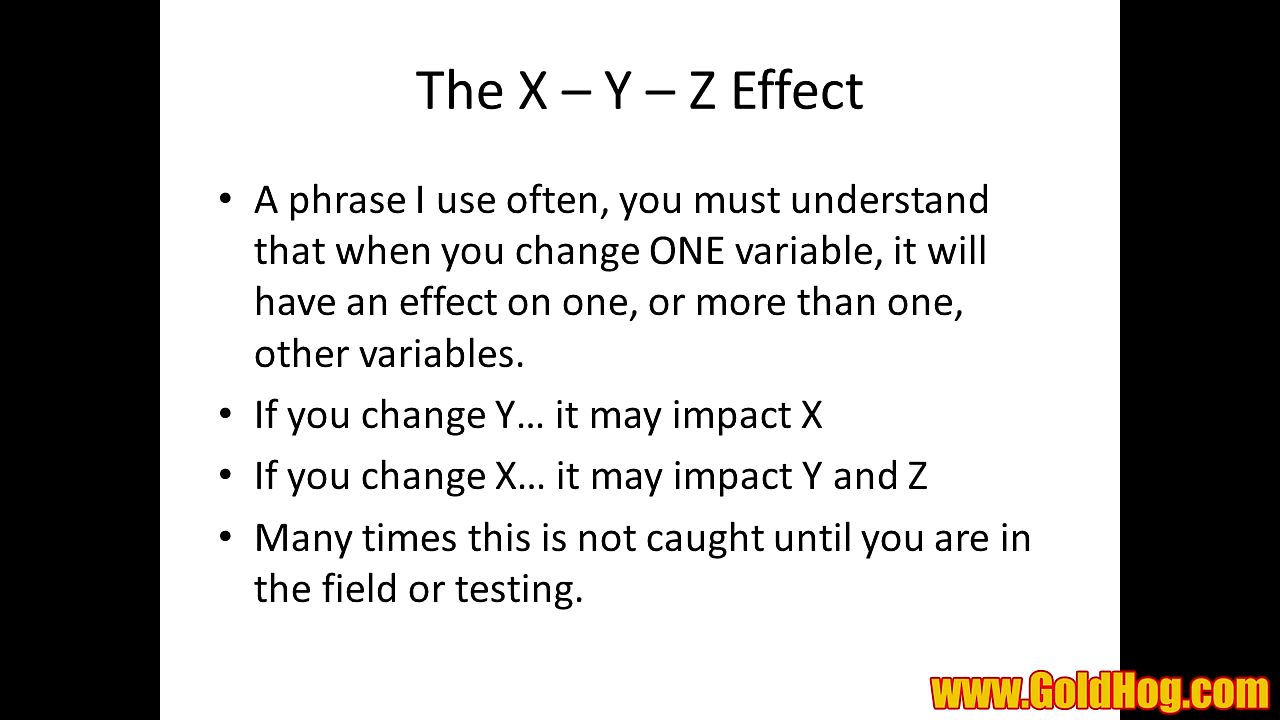 The X – Y – Z Effect
• A phrase I use often, you must understand
that when you change ONE variable, it will
have an effect on one, or more than one,
other variables.
• If you change Y… it may impact X
• If you change X… it may impact Y and Z
• Many times this is not caught until you are in
the field or testing.
www.GoldHog.com